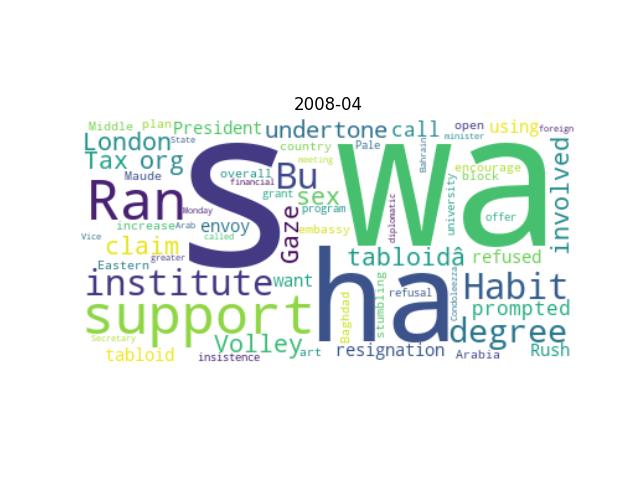 2008-04
Middle
plan
President
undertone
call
open
using
foreign
London
State
minister
Tax org
country
Pale
Bahrain
meeting
Maude
overall
Bu
encourage
block
financial
S
wa
Ran
sex
grant
Monday
program
diplomatic
university
offer
involved
increase
Arab
envoy
Gaze
embassy
Vice
called
claim
tabloidâ
refused
greater
Eastern
institute
want
ha
Habit
Condoleezza
stumbling
refusal
Baghdad
support
prompted
degree
Secretary
Volley
tabloid
insistence
art
resignation
Arabia
Rush